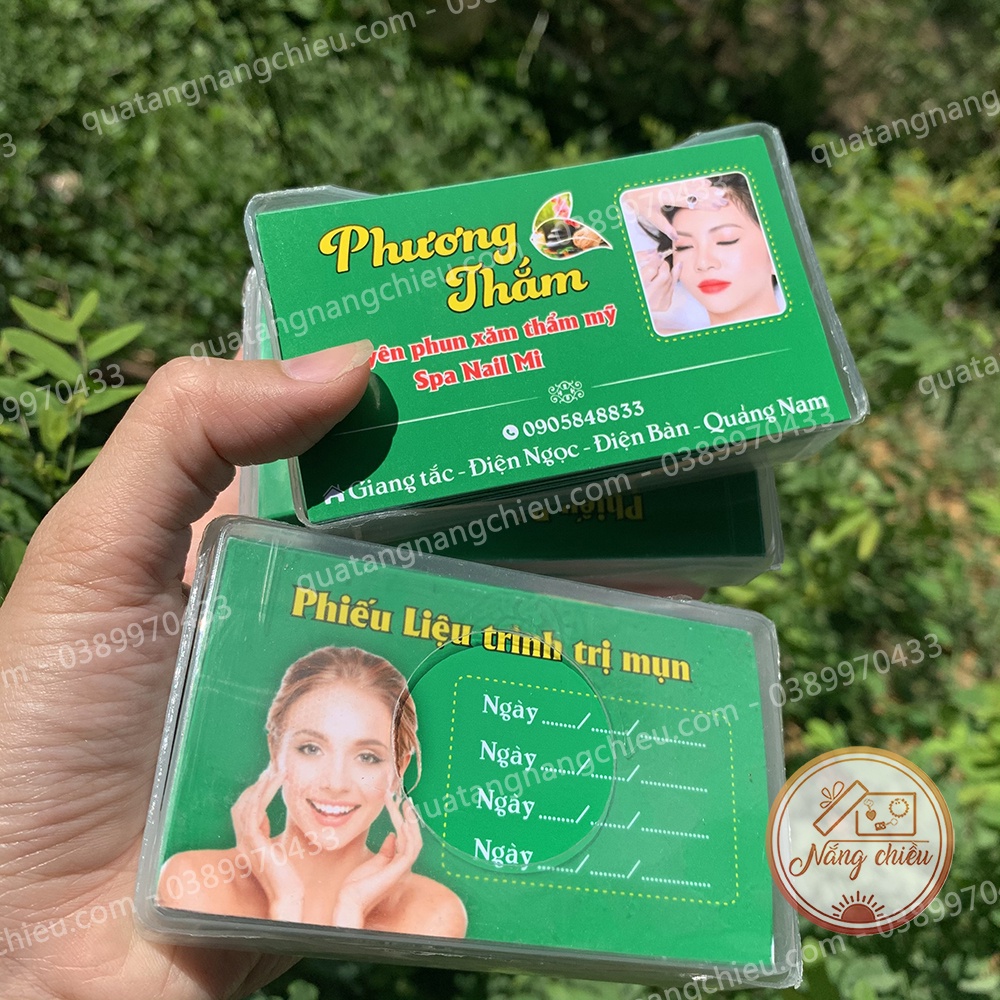 quatangnangchieu.com - 0389970433
Phương
Thắm
phun xăm thẩm mỹ
Spa Nail Mi
0905848833
Giang tắc - Điện Ngọc - Điện Bàn - Quảng Nam
Phiếu
Phiếu Liệu trình trị mụn
Ngày ....../...../..........
Ngày ....../...../..........
Ngày ....../...../..........
Ngày ....../...../..........
Nắng chiều